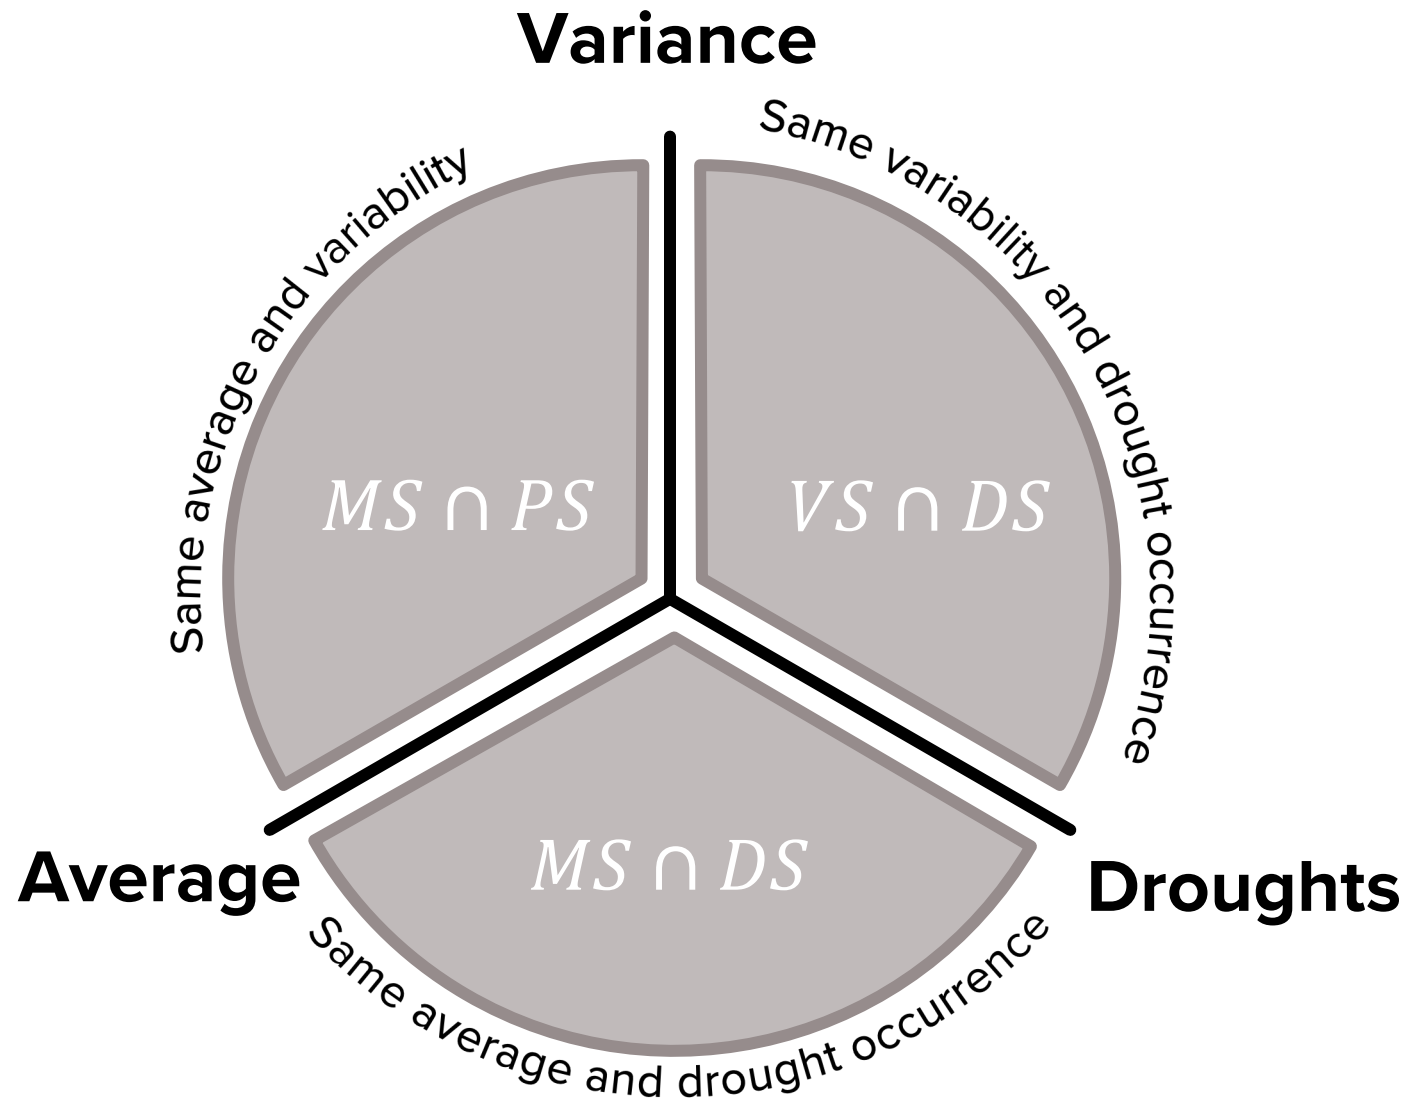 Variance
Same average and variability
Same variability and drought occurrence
MS ∩ PS
VS ∩ DS
MS ∩ DS
Average
Droughts
Same average and drought occurrence